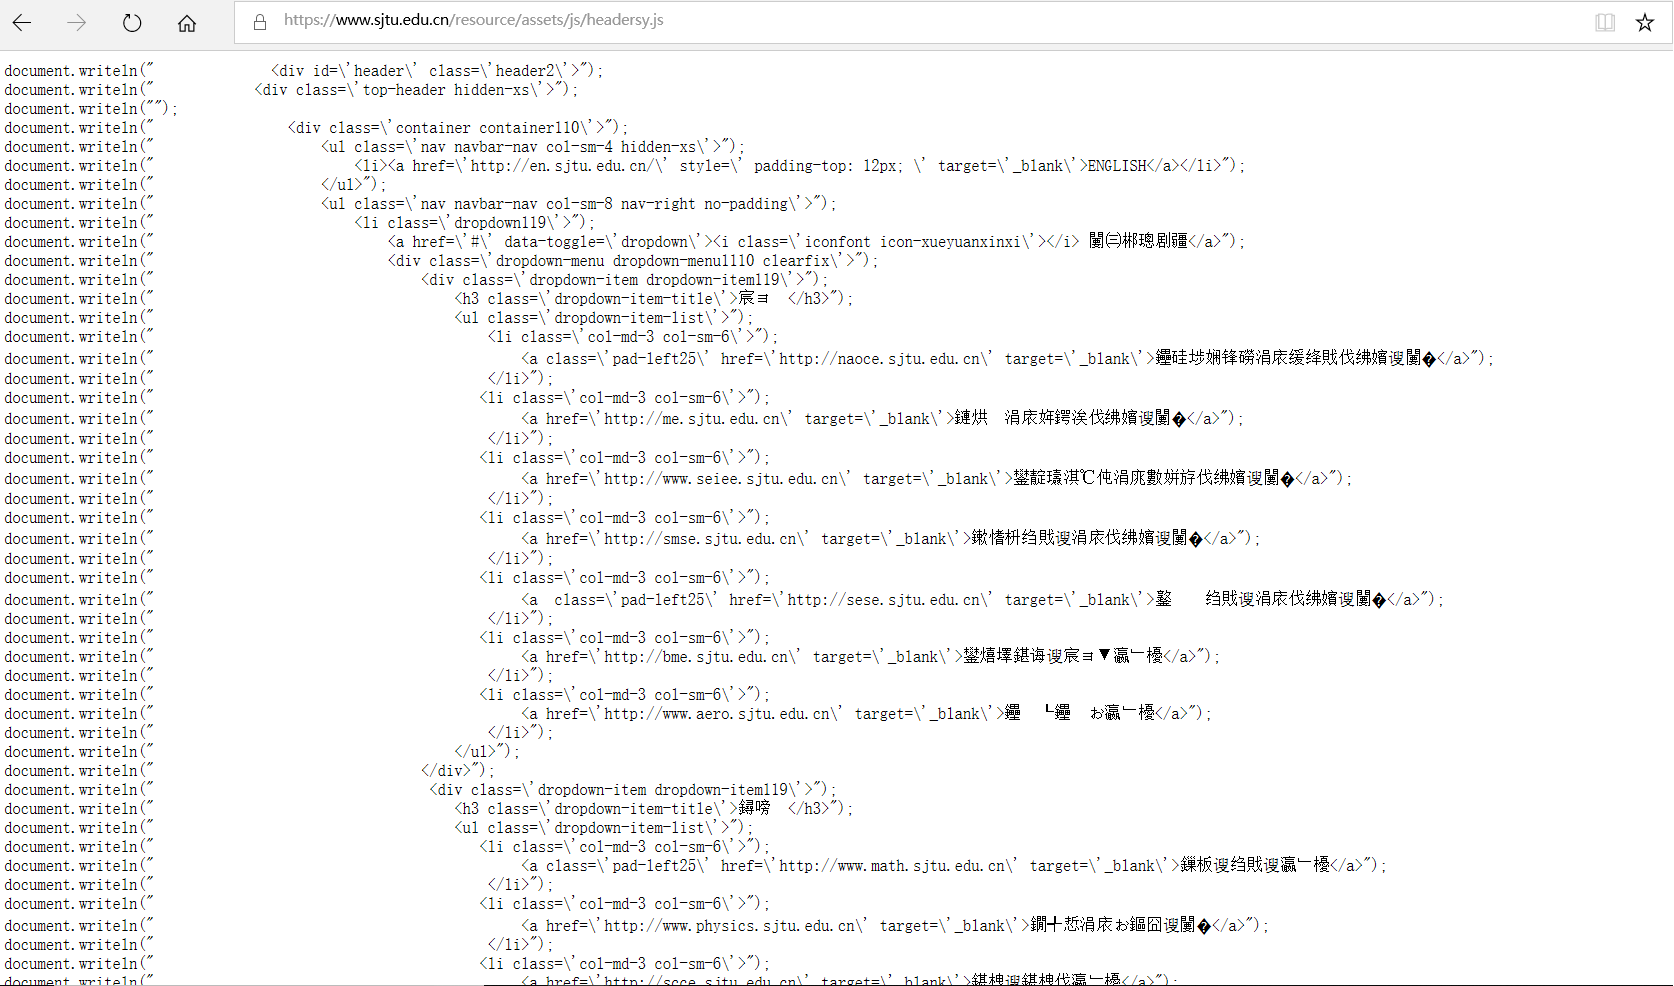 https://www.sjtu.edu.cn/resource/assets/js/headersy.js
document.writeln("              <div id=\'header\' class=\'header2\'>");
document.writeln("            <div class=\'top-header hidden-xs\'>");
document.writeln("");
document.writeln("                <div class=\'container container110\'>");
document.writeln("                    <ul class=\'nav navbar-nav col-sm-4 hidden-xs\'>");
document.writeln("                        <li><a href=\'http://en.sjtu.edu.cn/\' style=\' padding-top: 12px; \' target=\'_blank\'>ENGLISH</a></li>");
document.writeln("                    </ul>");
document.writeln("                    <ul class=\'nav navbar-nav col-sm-8 nav-right no-padding\'>");
document.writeln("                        <li class=\'dropdown119\'>");
document.writeln("                            <a href=\'#\' data-toggle=\'dropdown\'><i class=\'iconfont icon-xueyuanxinxi\'></i> 闄㈢郴璁剧疆</a>");
document.writeln("                            <div class=\'dropdown-menu dropdown-menu1110 clearfix\'>");
document.writeln("                                <div class=\'dropdown-item dropdown-item119\'>");
document.writeln("                                    <h3 class=\'dropdown-item-title\'>宸ヨ  </h3>");
document.writeln("                                    <ul class=\'dropdown-item-list\'>");
document.writeln("                                        <li class=\'col-md-3 col-sm-6\'>");
document.writeln("                                            <a class=\'pad-left25\' href=\'http://naoce.sjtu.edu.cn\' target=\'_blank\'>鑸硅埗娴锋磱涓庡缓绛戝伐绋嬪闄�</a>");
document.writeln("                                        </li>");
document.writeln("                                       <li class=\'col-md-3 col-sm-6\'>");
document.writeln("                                            <a href=\'http://me.sjtu.edu.cn\' target=\'_blank\'>鏈烘  涓庡姩鍔涘伐绋嬪闄�</a>");
document.writeln("                                        </li>");
document.writeln("                                       <li class=\'col-md-3 col-sm-6\'>");
document.writeln("                                            <a href=\'http://www.seiee.sjtu.edu.cn\' target=\'_blank\'>鐢靛瓙淇℃伅涓庣數姘斿伐绋嬪闄�</a>");
document.writeln("                                        </li>");
document.writeln("                                       <li class=\'col-md-3 col-sm-6\'>");
document.writeln("                                            <a href=\'http://smse.sjtu.edu.cn\' target=\'_blank\'>鏉愭枡绉戝涓庡伐绋嬪闄�</a>");
document.writeln("                                        </li>");
document.writeln("                                       <li class=\'col-md-3 col-sm-6\'>");
document.writeln("                                            <a  class=\'pad-left25\' href=\'http://sese.sjtu.edu.cn\' target=\'_blank\'>鐜    绉戝涓庡伐绋嬪闄�</a>");
document.writeln("                                        </li>");
document.writeln("                                       <li class=\'col-md-3 col-sm-6\'>");
document.writeln("                                            <a href=\'http://bme.sjtu.edu.cn\' target=\'_blank\'>鐢熺墿鍖诲宸ヨ▼瀛﹂櫌</a>");
document.writeln("                                        </li>");
document.writeln("                                       <li class=\'col-md-3 col-sm-6\'>");
document.writeln("                                            <a href=\'http://www.aero.sjtu.edu.cn\' target=\'_blank\'>鑸  ┖鑸  お瀛﹂櫌</a>");
document.writeln("                                        </li>");
document.writeln("                                    </ul>");
document.writeln("                                </div>");
document.writeln("                                 <div class=\'dropdown-item dropdown-item119\'>");
document.writeln("                                    <h3 class=\'dropdown-item-title\'>鐞嗙  </h3>");
document.writeln("                                    <ul class=\'dropdown-item-list\'>");
document.writeln("                                       <li class=\'col-md-3 col-sm-6\'>");
document.writeln("                                            <a class=\'pad-left25\' href=\'http://www.math.sjtu.edu.cn\' target=\'_blank\'>鏁板绉戝瀛﹂櫌</a>");
document.writeln("                                        </li>");
document.writeln("                                       <li class=\'col-md-3 col-sm-6\'>");
document.writeln("                                            <a href=\'http://www.physics.sjtu.edu.cn\' target=\'_blank\'>鐗╃悊涓庡お鏂囧闄�</a>");
document.writeln("                                        </li>");
document.writeln("                                       <li class=\'col-md-3 col-sm-6\'>");
document.writeln("                                            <a href=\'http://scce.sjtu.edu.cn\' target=\'_blank\'>鍖栧鍖栧伐瀛﹂櫌</a>");